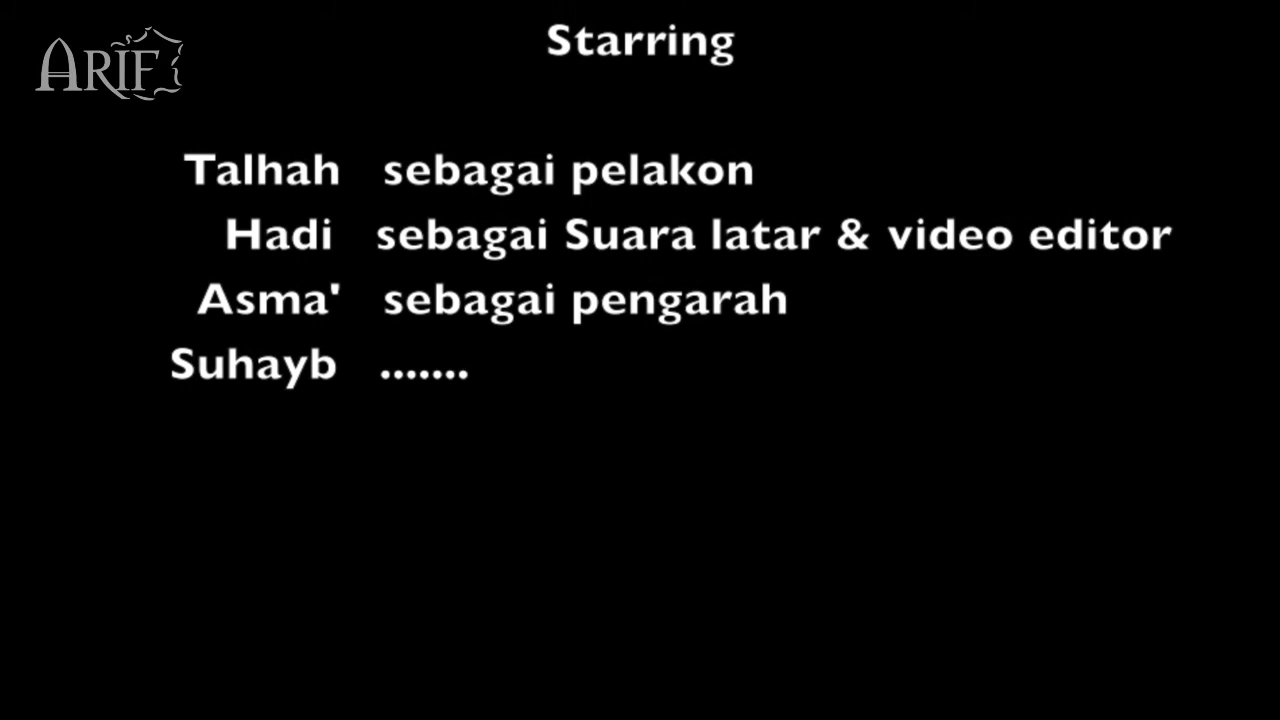 ARIF
Starring
Talhah sebagai pelakon
Hadi sebagai Suara latar & video editor
Asma' sebagai pengarah
Suhayb .......